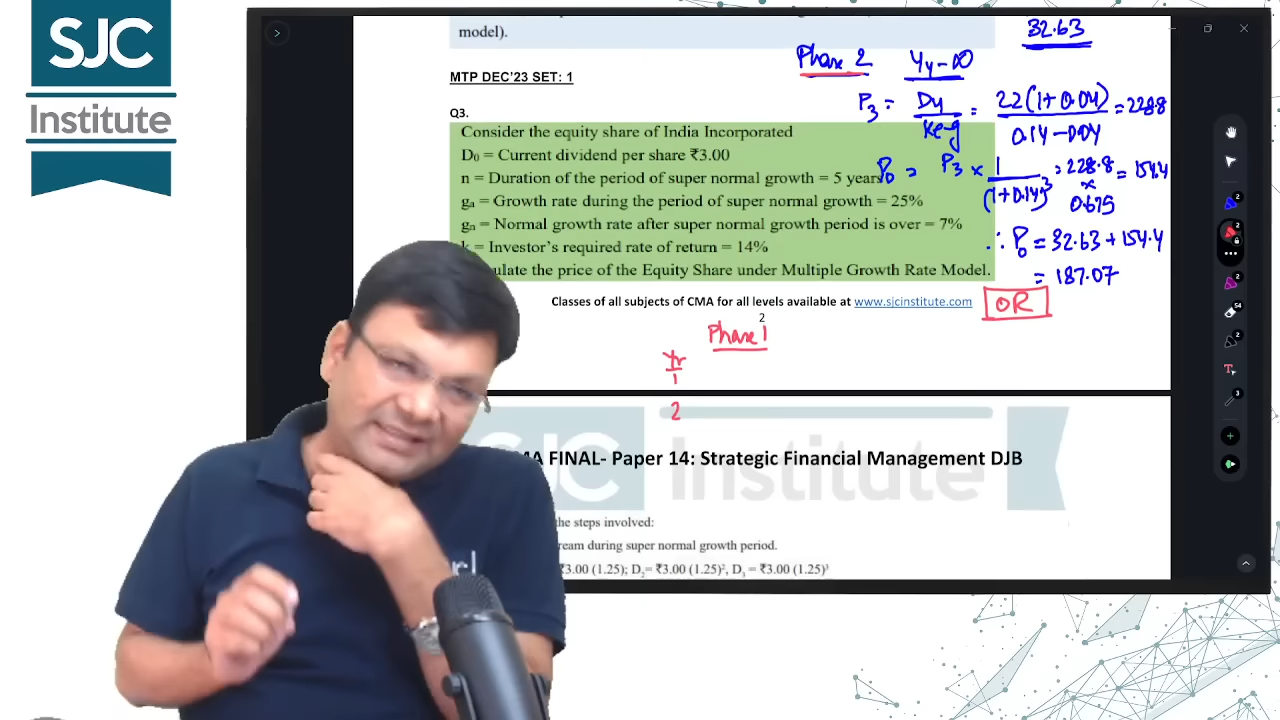 SJC
Institute
model).
32.63
Phase 2 4y-∞
MTP DEC'23 SET: 1
P3 = D4 / Ke-g = 22(1+0.04) / 0.14-0.04 = 228.8
Q3.
Consider the equity share of India Incorporated
D₀ = Current dividend per share ₹3.00
n = Duration of the period of super normal growth = 5 years
gₐ = Growth rate during the period of super normal growth = 25%
gₙ = Normal growth rate after super normal growth period is over = 7%
k = Investor's required rate of return = 14%
ulate the price of the Equity Share under Multiple Growth Rate Model.
P0 = P3 × 1 / (1+0.14)³ = 228.8 × 0.675 = 154.4
∴ P0 = 32.63 + 154.4
= 187.07
OR
Classes of all subjects of CMA for all levels available at www.sjcinstitute.com
2
Phase 1
Yr
1
2
SJC Institute
MA FINAL- Paper 14: Strategic Financial Management DJB
the steps involved:
ream during super normal growth period.
₹3.00 (1.25); D₂= ₹3.00 (1.25)², D₃ = ₹3.00 (1.25)³